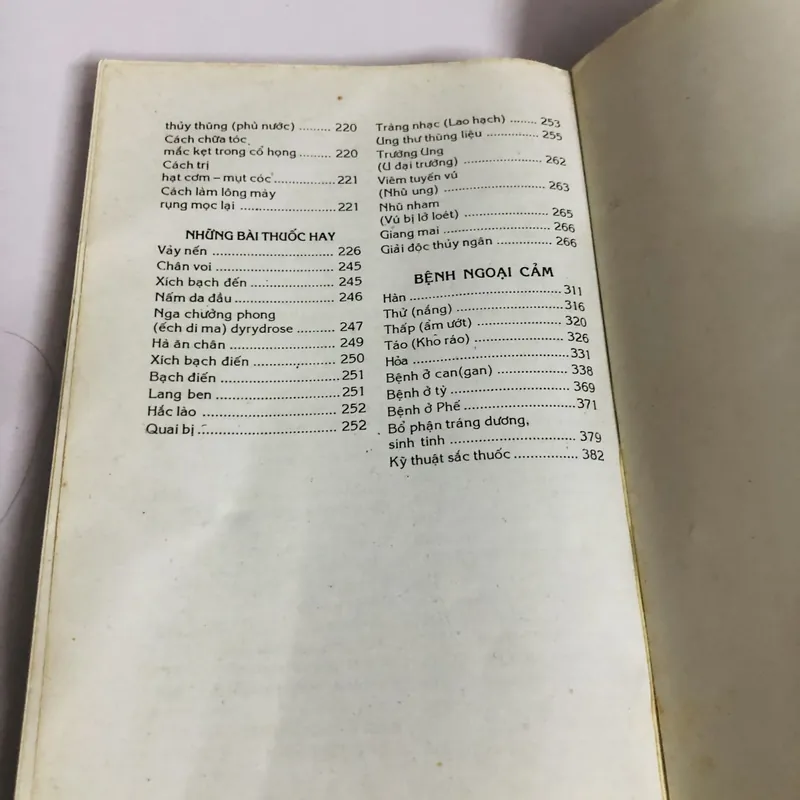 thủy thũng (phù nước) ......... 220
Cách chữa tóc
mắc kẹt trong cổ họng ......... 220
Cách trị
hạt cơm – mụt cóc ............... 221
Cách làm lông mày
rụng mọc lại ........................ 221
NHỮNG BÀI THUỐC HAY
Vảy nến ............................... 226
Chân voi .............................. 245
Xích bạch đến ...................... 245
Nấm da đầu ......................... 246
Nga chưởng phong
(ếch di ma) dyrydrose .......... 247
Hà ăn chân .......................... 249
Xích bạch điến ..................... 250
Bạch điến ............................ 251
Lang ben .............................. 251
Hắc lào ................................ 252
Quai bị ................................. 252
Tràng nhạc (Lao hạch) ........ 253
Ung thư thũng liệu ............... 255
Trường Ung
(U đại trường) ...................... 262
Viêm tuyến vú
(Nhũ ung) ............................ 263
Nhũ nham
(Vú bị lở loét) ....................... 265
Giang mai ............................ 266
Giải độc thủy ngân ............... 266
BỆNH NGOẠI CẢM
Hàn ..................................... 311
Thử (nắng) .......................... 316
Thấp (ẩm ướt) ..................... 320
Táo (Khô ráo) ...................... 326
Hỏa ..................................... 331
Bệnh ở can(gan) .................. 338
Bệnh ở tỳ ............................. 369
Bệnh ở Phế .......................... 371
Bổ phận tráng dương,
sinh tinh .............................. 379
Kỹ thuật sắc thuốc ................ 382